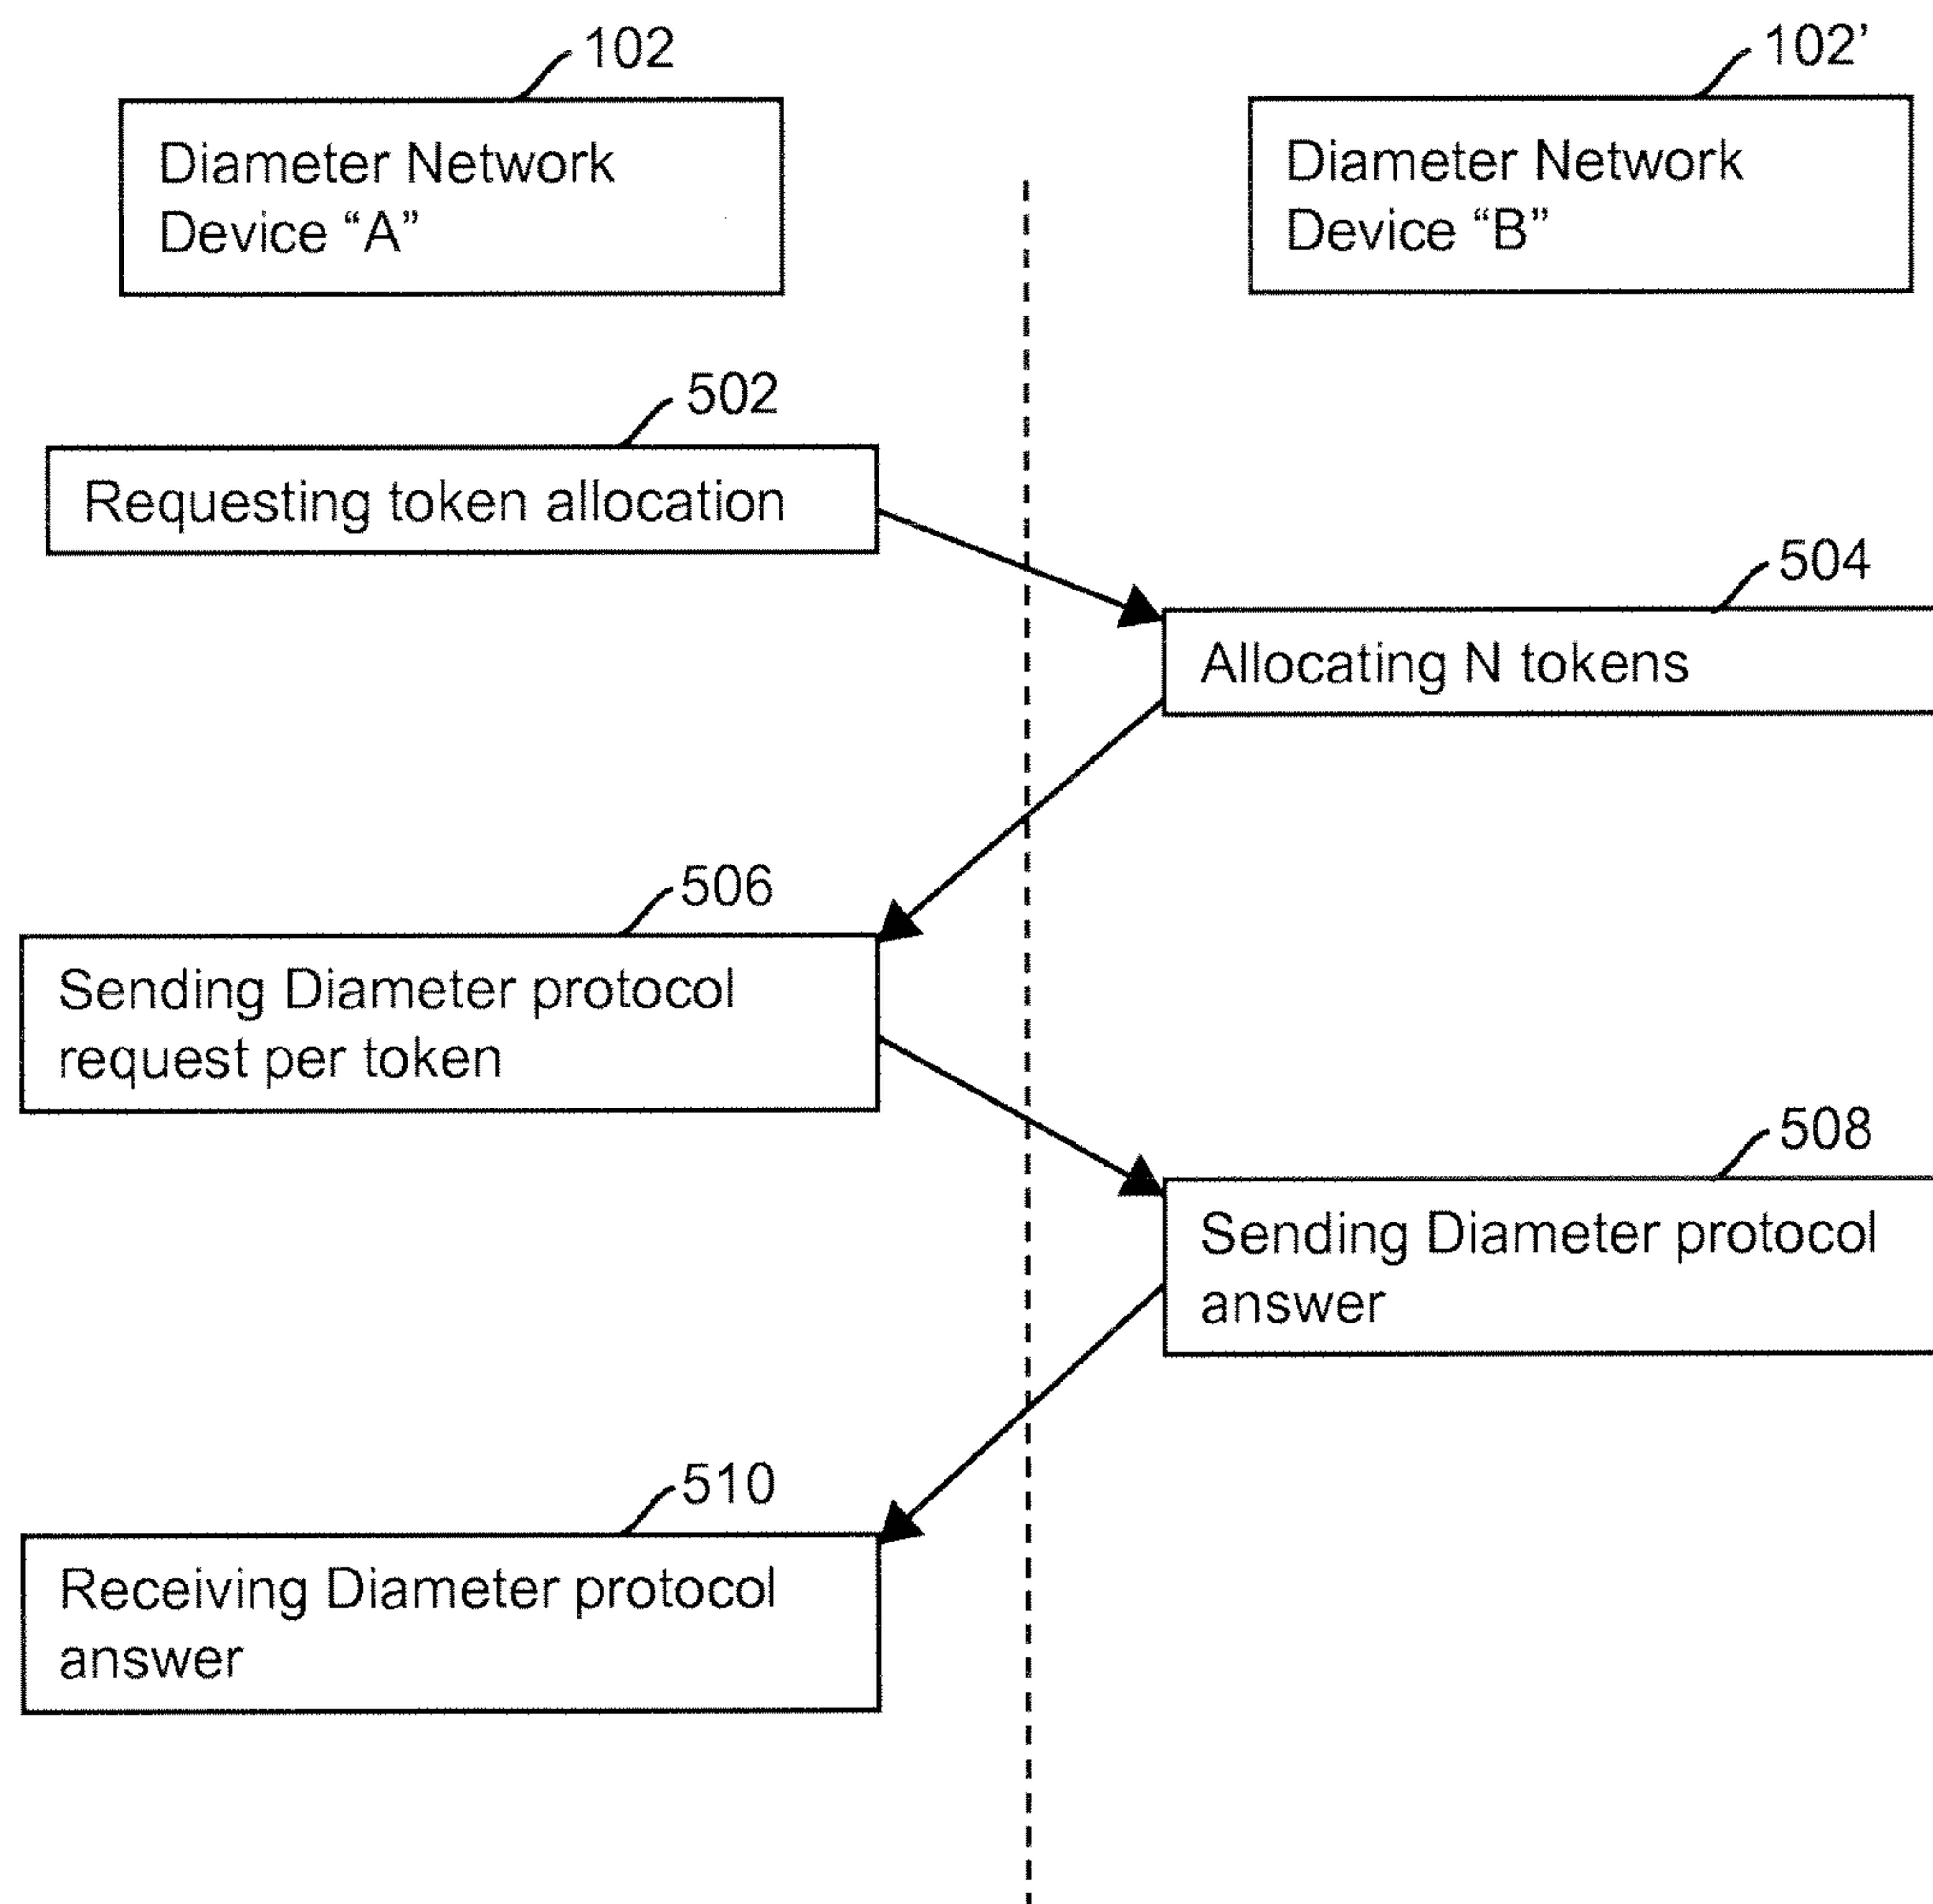 102
102’
Diameter Network
Device “A”
Diameter Network
Device “B”
502
Requesting token allocation
504
Allocating N tokens
506
Sending Diameter protocol
request per token
508
Sending Diameter protocol
answer
510
Receiving Diameter protocol
answer